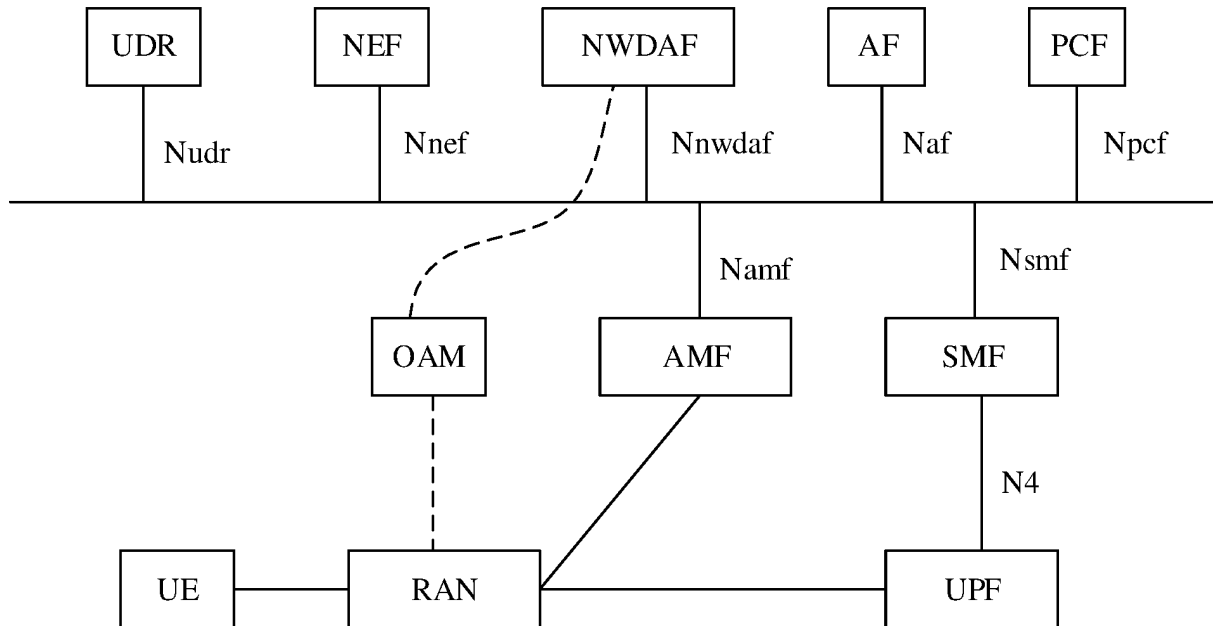 UDR
NEF
NWDAF
AF
PCF
Nudr
Nnef
Nnwdaf
Naf
Npcf
Namf
Nsmf
OAM
AMF
SMF
N4
UE
RAN
UPF